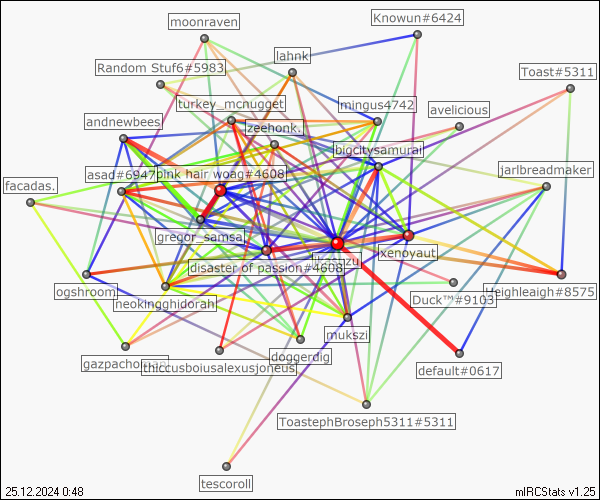 moonraven
Knowun#6424
lahnk
Random Stuf6#5983
Toast#5311
turkey_mcnugget
mingus4742
avelicious
andnewbees
zeehonk.
bigcitysamurai
asad#6947
pink hair woag#4608
jarlbreadmaker
facadas.
gregor_samsa
xenoyaut
disaster of passion#4608
ogshroom
neokingghidorah
Duck™#9103
Heighleaigh#8575
mukszi
gazpacho
thiccusboiusalexusjoneus
doggerdig
default#0617
ToastephBroseph5311#5311
tescoroll
25.12.2024 0:48
mIRCStats v1.25